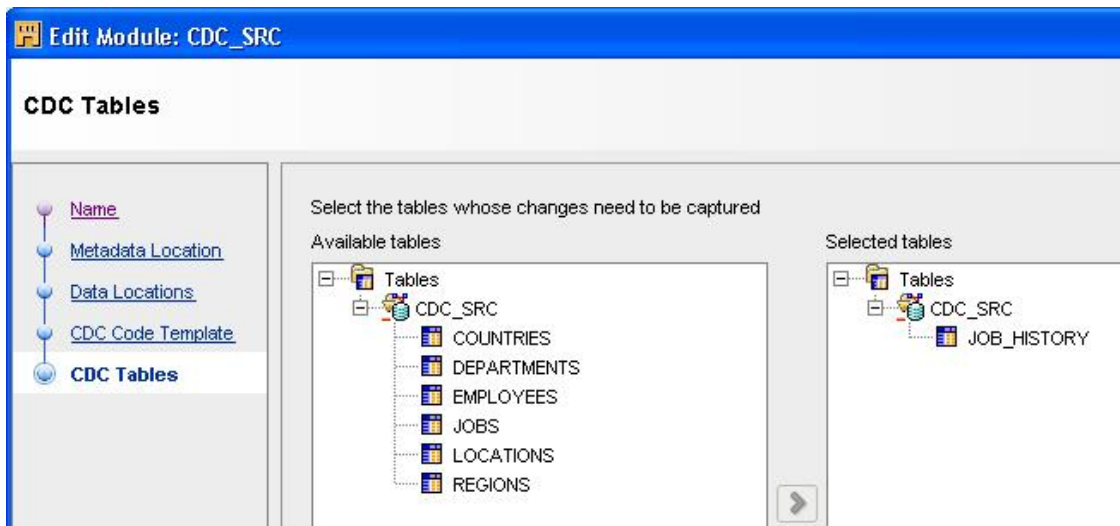 Edit Module: CDC_SRC
CDC Tables
Name
Metadata Location
Data Locations
CDC Code Template
CDC Tables
Select the tables whose changes need to be captured
Available tables
Tables
CDC_SRC
COUNTRIES
DEPARTMENTS
EMPLOYEES
JOBS
LOCATIONS
REGIONS
Selected tables
Tables
CDC_SRC
JOB_HISTORY